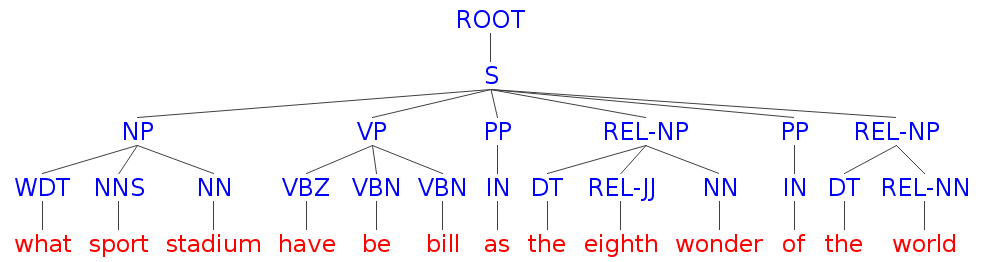 ROOT
S
NP VP PP REL-NP PP REL-NP
WDT NNS NN VBZ VBN VBN IN DT REL-JJ NN IN DT REL-NN
what sport stadium have be bill as the eighth wonder of the world